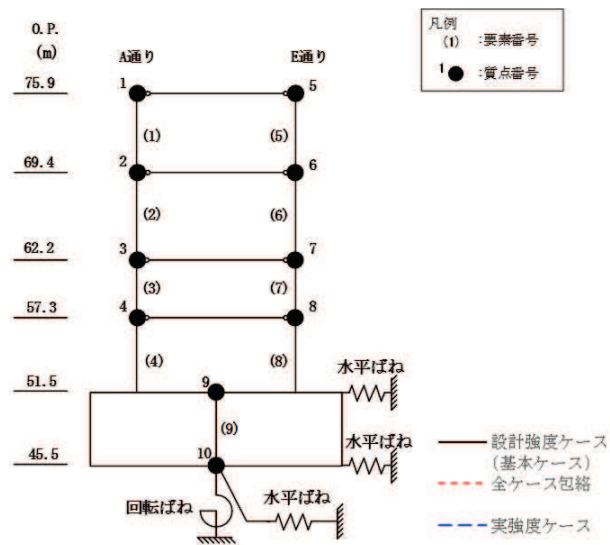 O.P.
(m)
A通り
E通り
75.9
1
5
(1)
(5)
69.4
2
6
(2)
(6)
62.2
3
7
(3)
(7)
57.3
4
8
(4)
(8)
51.5
9
水平ばね
(9)
45.5
10
水平ばね
回転ばね
水平ばね
凡例
(1) :要素番号
1 :質点番号
設計強度ケース
(基本ケース)
全ケース包絡
実強度ケース